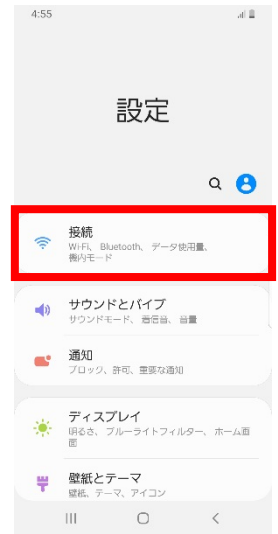 4:55
設定
接続
Wi-Fi、 Bluetooth、 データ使用量、
機内モード
サウンドとバイブ
サウンドモード、 着信音、 音量
通知
ブロック、許可、重要な通知
ディスプレイ
明るさ、 ブルーライトフィルター、 ホーム画
面
壁紙とテーマ
壁紙、 テーマ、 アイコン